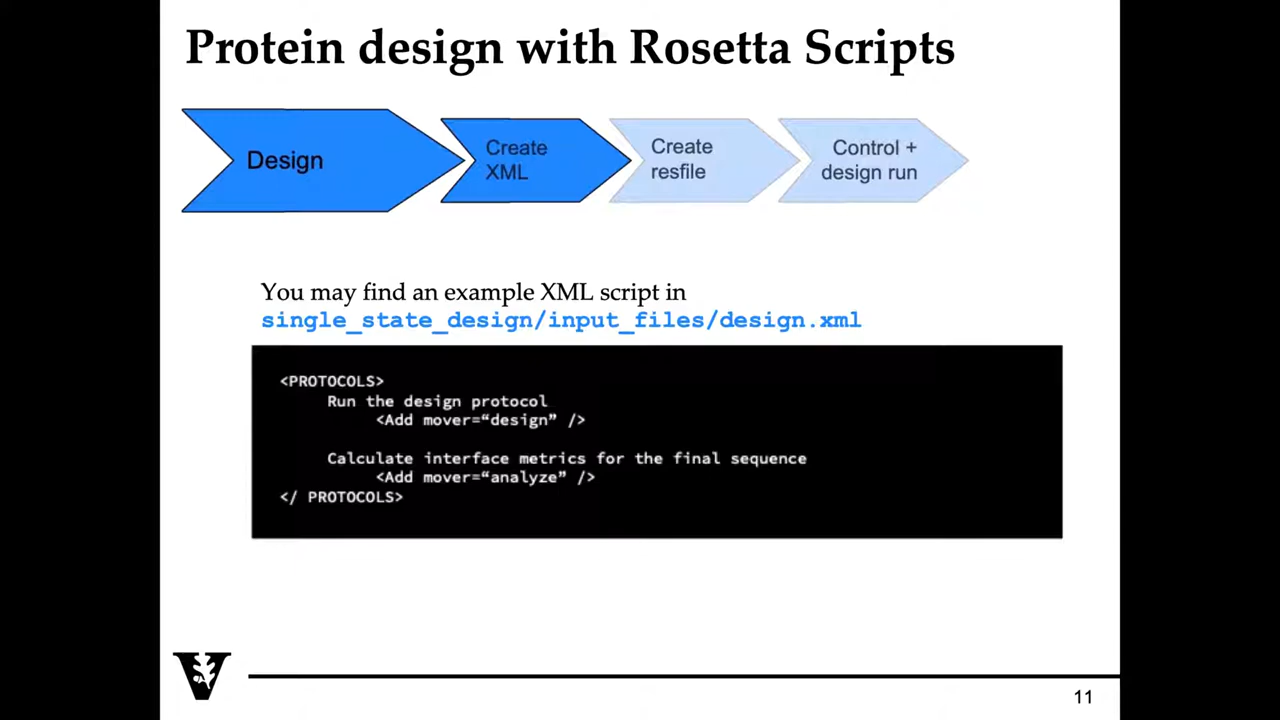 Protein design with Rosetta Scripts
Design
Create
XML
Create
resfile
Control +
design run
You may find an example XML script in
single_state_design/input_files/design.xml
<PROTOCOLS>
Run the design protocol
<Add mover=“design” />
Calculate interface metrics for the final sequence
<Add mover=“analyze” />
</ PROTOCOLS>
V
11